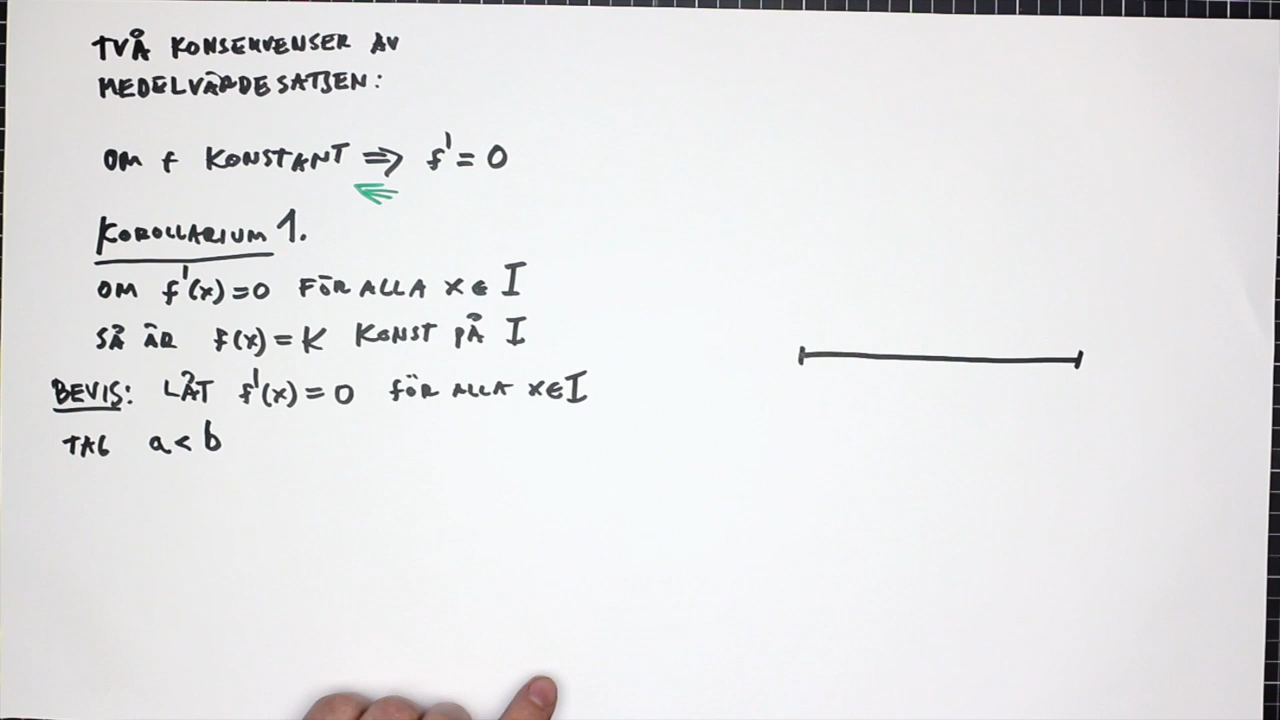 TVÅ KONSEKVENSER AV
MEDELVÄRDESATSEN:
OM f KONSTANT ⇒ f' = 0
⇐
KOROLLARIUM 1.
OM f'(x)=0 FÖR ALLA x ∈ I
SÅ ÄR f(x) = K KONST PÅ I
BEVIS: LÅT f'(x) = 0 FÖR ALLA x∈I
TAG a < b